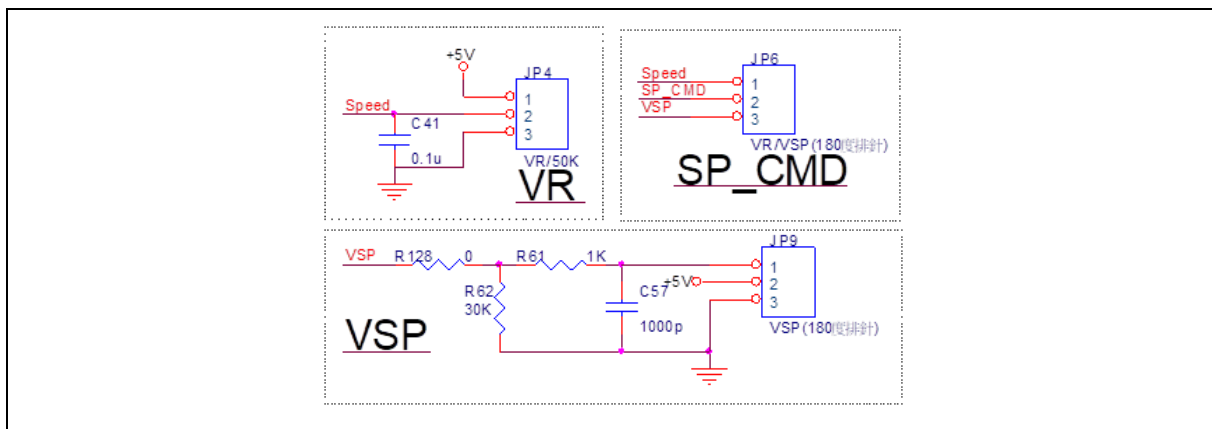 +5V
JP4
Speed
1
2
3
C41
0.1u
VR/50K
VR
JP6
Speed
SP_CMD
VSP
1
2
3
VR/VSP(180度排針)
SP_CMD
JP9
VSP
R128
0
R61
1K
1
2
3
+5V
R62
30K
C57
1000p
VSP(180度排針)
VSP